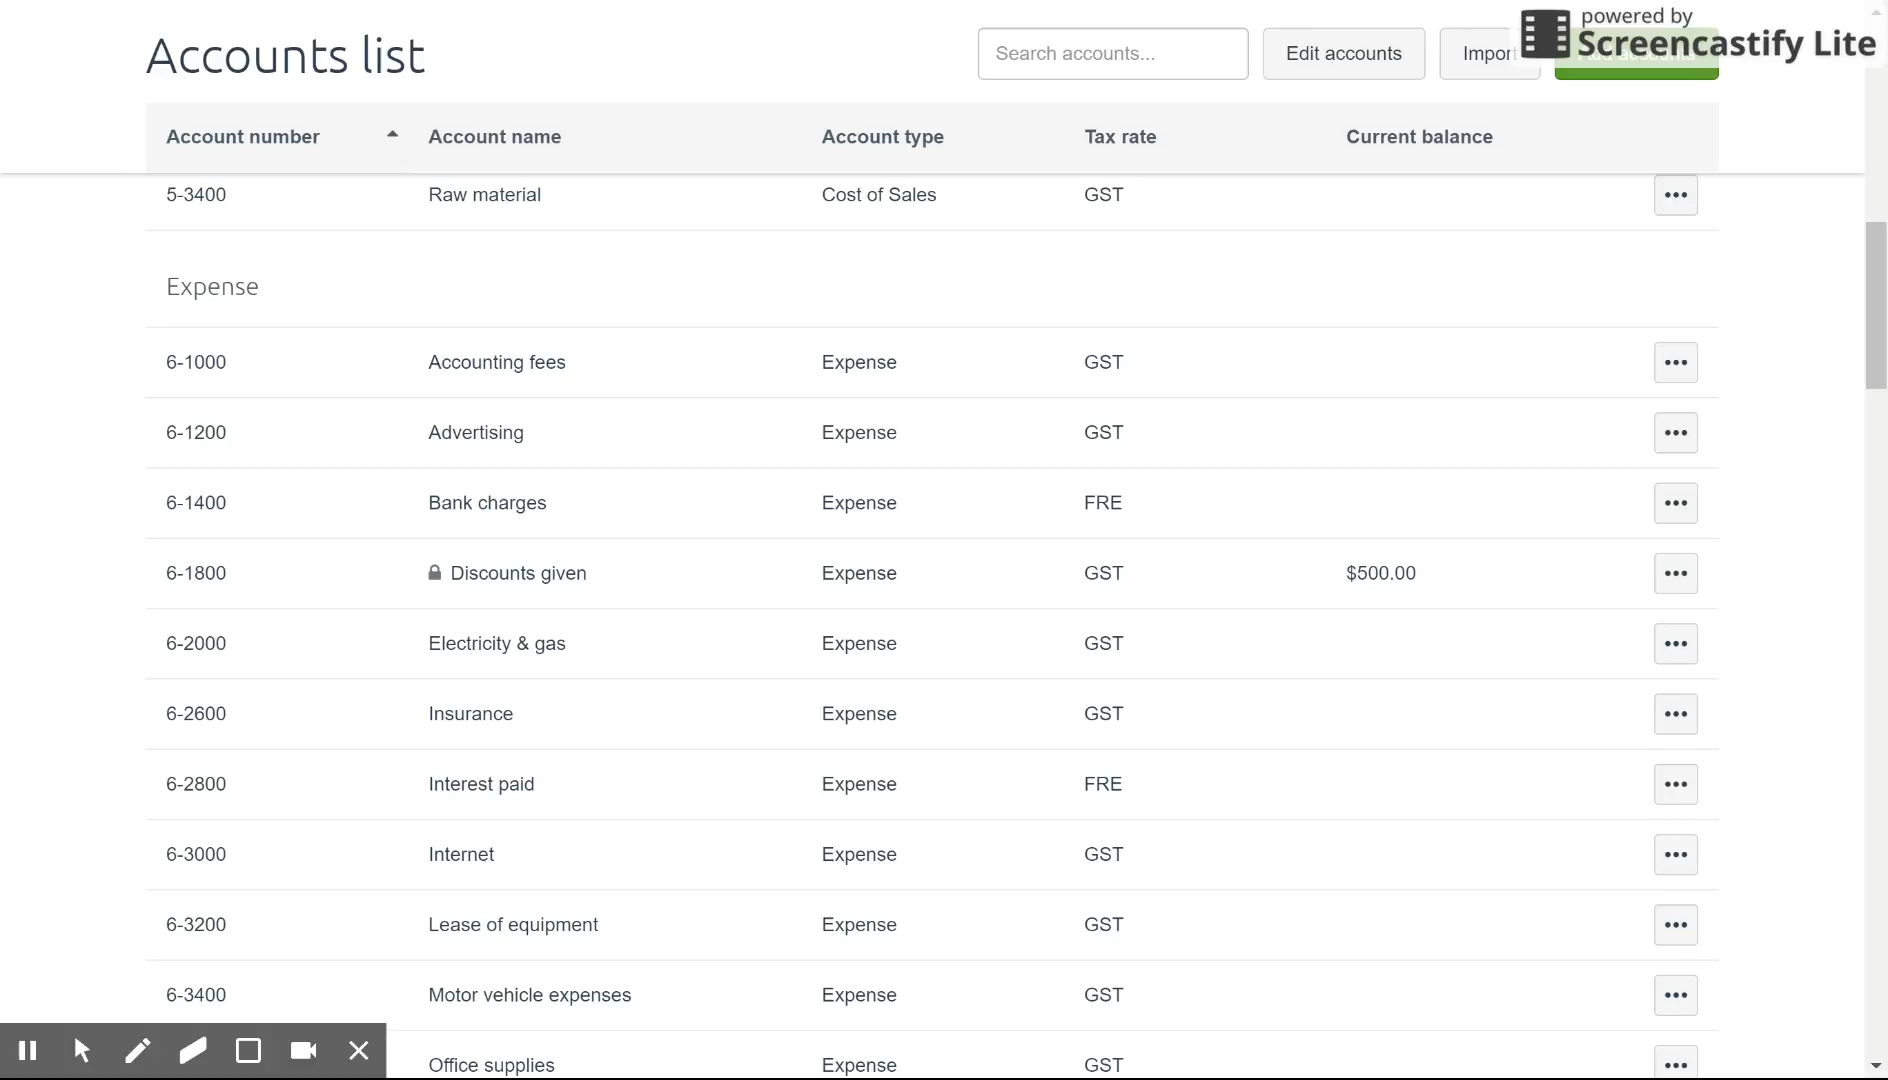 powered by
Screencastify Lite
Accounts list
Search accounts...
Edit accounts
Import
Add accounts
Account number Account name Account type Tax rate Current balance
5-3400 Raw material Cost of Sales GST
Expense
6-1000 Accounting fees Expense GST
6-1200 Advertising Expense GST
6-1400 Bank charges Expense FRE
6-1800 Discounts given Expense GST $500.00
6-2000 Electricity & gas Expense GST
6-2600 Insurance Expense GST
6-2800 Interest paid Expense FRE
6-3000 Internet Expense GST
6-3200 Lease of equipment Expense GST
6-3400 Motor vehicle expenses Expense GST
Office supplies Expense GST